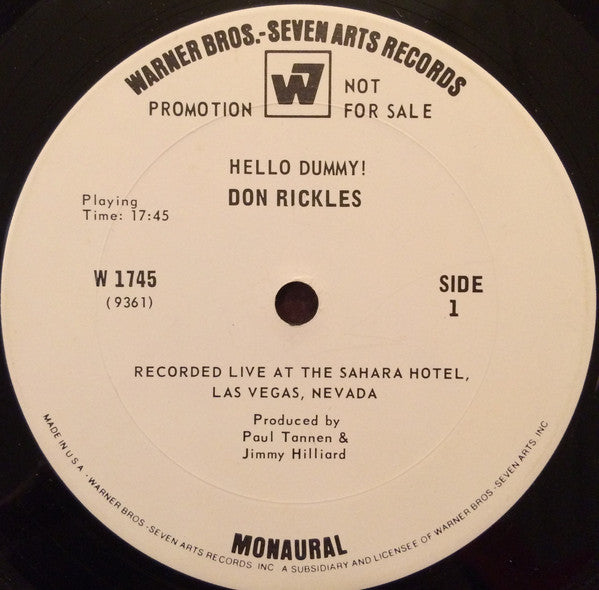 WARNER BROS.-SEVEN ARTS RECORDS
W7
PROMOTION NOT FOR SALE
HELLO DUMMY!
DON RICKLES
Playing
Time: 17:45
W 1745
(9361)
SIDE
1
RECORDED LIVE AT THE SAHARA HOTEL,
LAS VEGAS, NEVADA
Produced by
Paul Tannen &
Jimmy Hilliard
MONAURAL
MADE IN U S A · WARNER BROS - SEVEN ARTS RECORDS INC A SUBSIDIARY AND LICENSEE OF WARNER BROS - SEVEN ARTS, INC